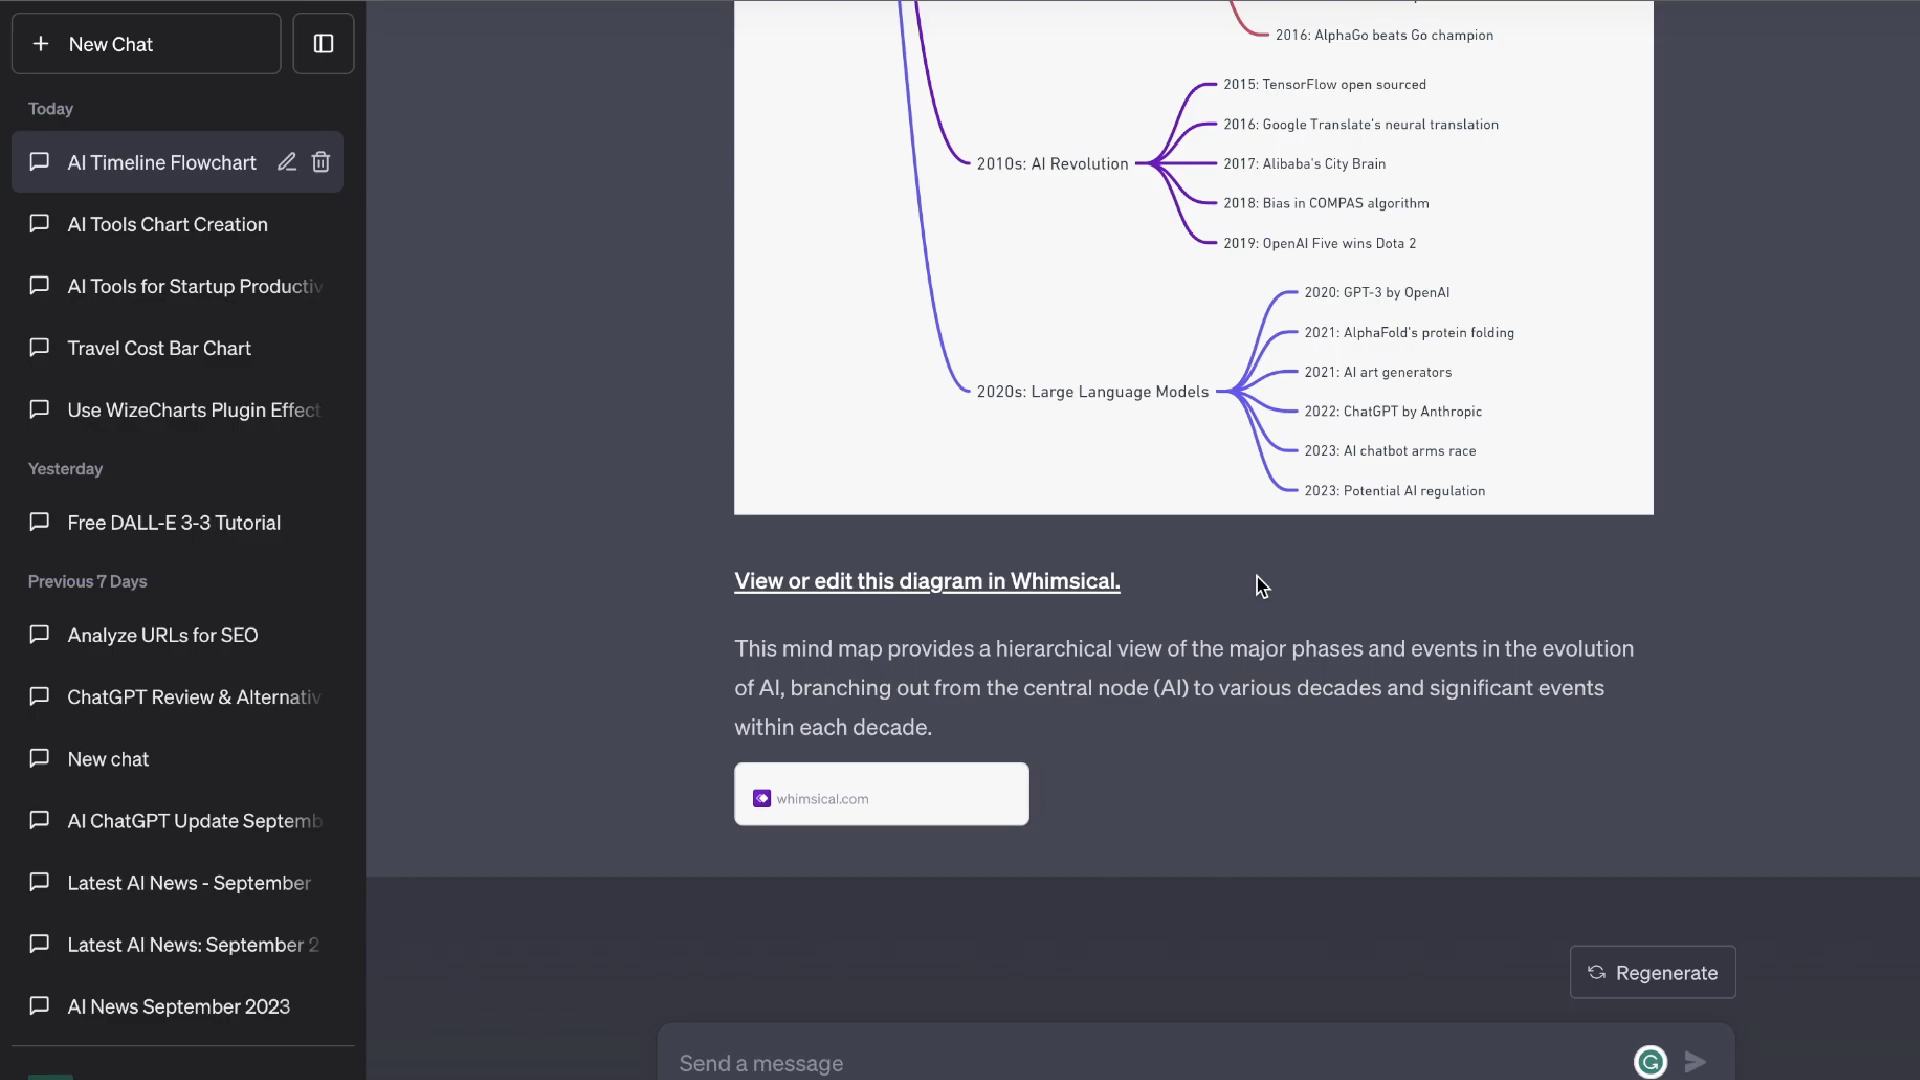 New Chat
Today
AI Timeline Flowchart
AI Tools Chart Creation
AI Tools for Startup Productiv
Travel Cost Bar Chart
Use WizeCharts Plugin Effect
Yesterday
Free DALL-E 3-3 Tutorial
Previous 7 Days
Analyze URLs for SEO
ChatGPT Review & Alternativ
New chat
AI ChatGPT Update Septemb
Latest AI News - September
Latest AI News: September 2
AI News September 2023
2016: AlphaGo beats Go champion
2010s: AI Revolution
2015: TensorFlow open sourced
2016: Google Translate's neural translation
2017: Alibaba's City Brain
2018: Bias in COMPAS algorithm
2019: OpenAI Five wins Dota 2
2020s: Large Language Models
2020: GPT-3 by OpenAI
2021: AlphaFold's protein folding
2021: AI art generators
2022: ChatGPT by Anthropic
2023: AI chatbot arms race
2023: Potential AI regulation
View or edit this diagram in Whimsical.
This mind map provides a hierarchical view of the major phases and events in the evolution
of AI, branching out from the central node (AI) to various decades and significant events
within each decade.
whimsical.com
Regenerate
Send a message